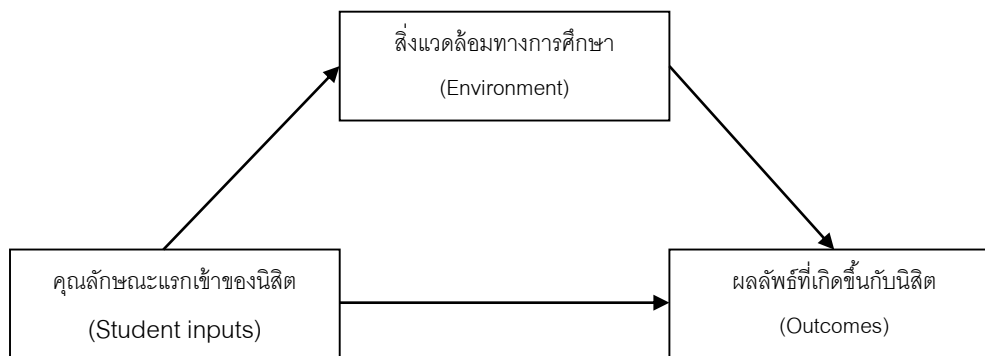 สิ่งแวดล้อมทางการศึกษา
(Environment)
คุณลักษณะแรกเข้าของนิสิต
(Student inputs)
ผลลัพธ์ที่เกิดขึ้นกับนิสิต
(Outcomes)